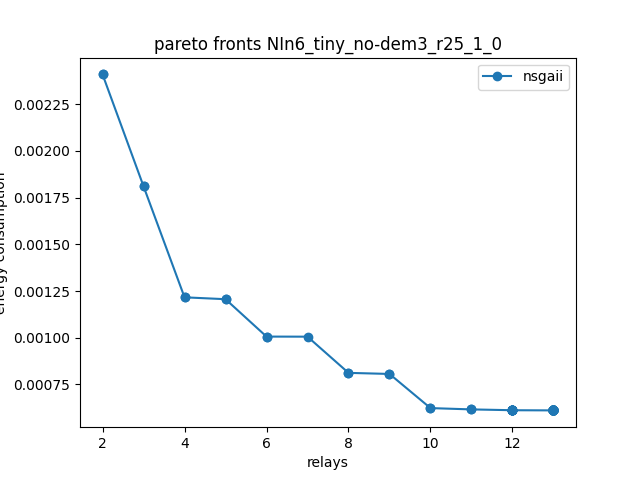 pareto fronts NIn6_tiny_no-dem3_r25_1_0
nsgaii
0.00225
0.00200
0.00175
0.00150
0.00125
0.00100
0.00075
energy consumption
2 4 6 8 10 12
relays